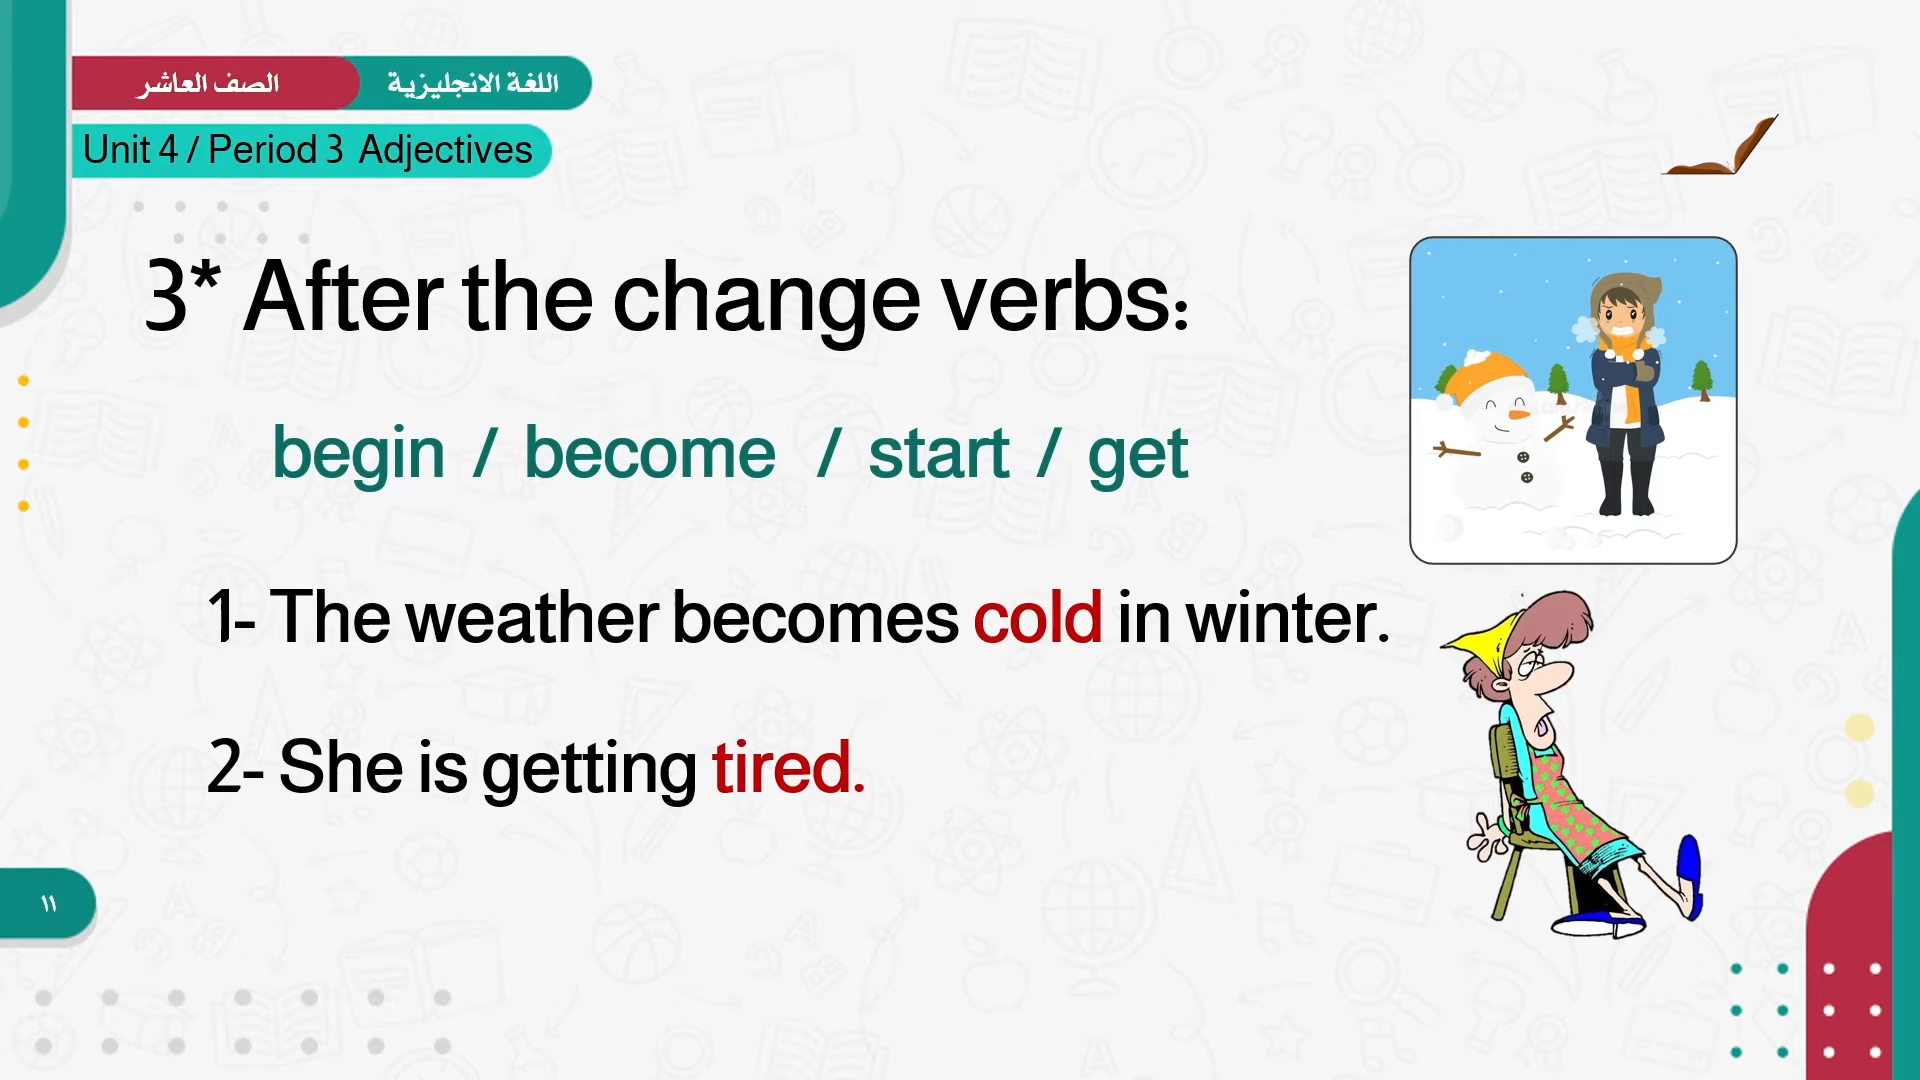 الصف العاشر اللغة الانجليزية
Unit 4 / Period 3 Adjectives
3* After the change verbs:
begin / become / start / get
1- The weather becomes cold in winter.
2- She is getting tired.
١١